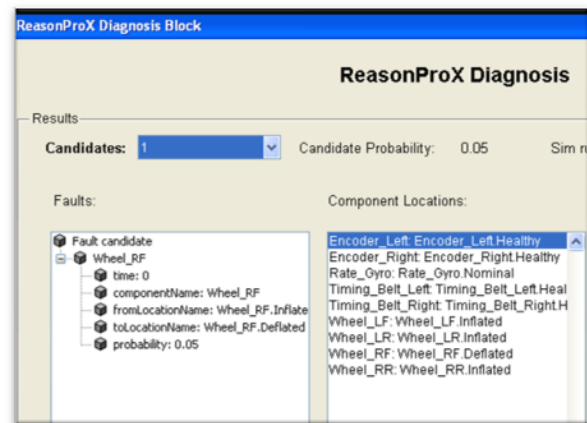 ReasonProX Diagnosis Block
ReasonProX Diagnosis
Results
Candidates: 1 Candidate Probability: 0.05 Sim ru
Faults: Component Locations:
Fault candidate
Wheel_RF
time: 0
componentName: Wheel_RF
fromLocationName: Wheel_RF.Inflate
toLocationName: Wheel_RF.Deflated
probability: 0.05
Encoder_Left: Encoder_Left.Healthy
Encoder_Right: Encoder_Right.Healthy
Rate_Gyro: Rate_Gyro.Nominal
Timing_Belt_Left: Timing_Belt_Left.Heal
Timing_Belt_Right: Timing_Belt_Right.H
Wheel_LF: Wheel_LF.Inflated
Wheel_LR: Wheel_LR.Inflated
Wheel_RF: Wheel_RF.Deflated
Wheel_RR: Wheel_RR.Inflated